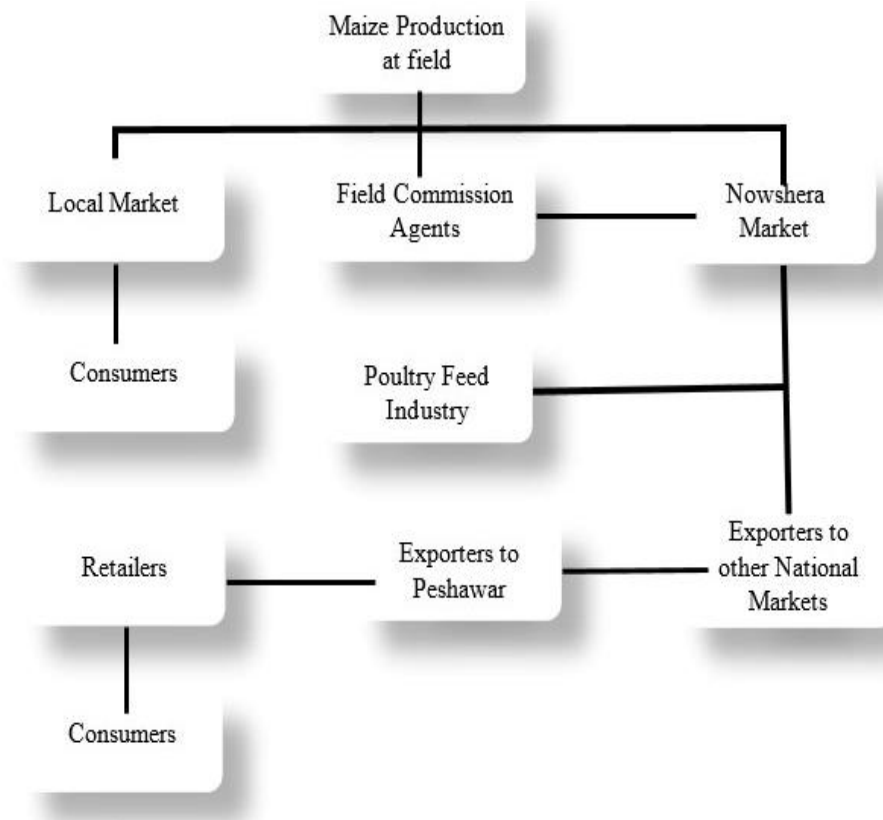 Maize Production
at field
Local Market
Field Commission
Agents
Nowshera
Market
Consumers
Poultry Feed
Industry
Retailers
Exporters to
Peshawar
Exporters to
other National
Markets
Consumers